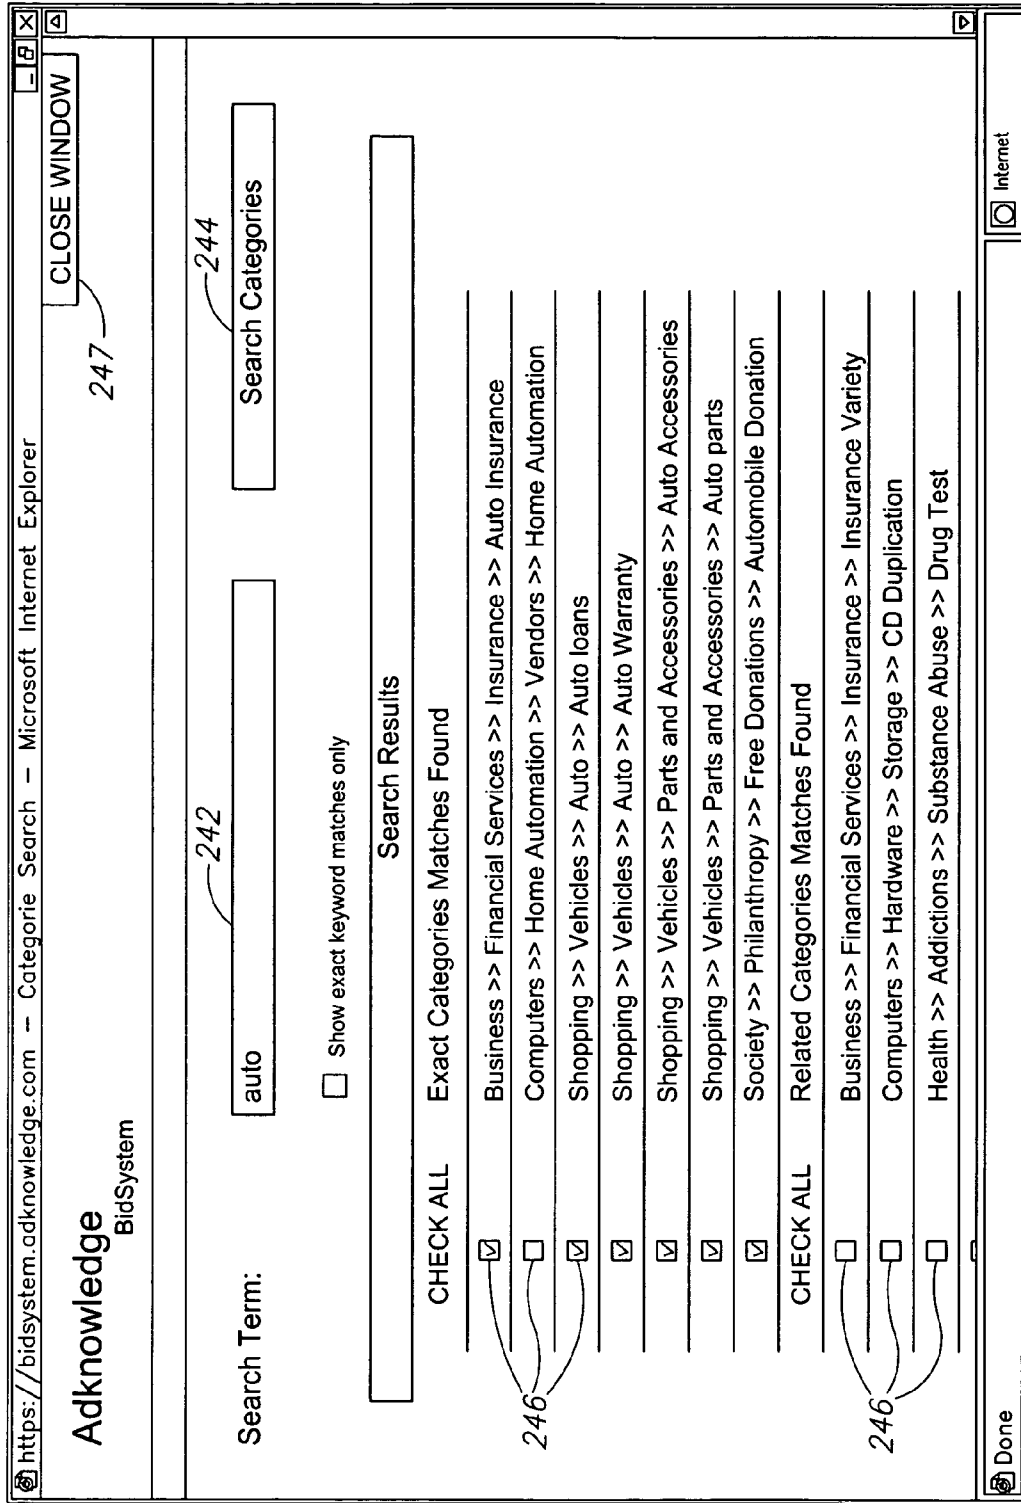 https://bidsystem.adknowledge.com — Categorie Search — Microsoft Internet Explorer
CLOSE WINDOW
247
Adknowledge
BidSystem
242
244
Search Term:
auto
Search Categories
Show exact keyword matches only
Search Results
CHECK ALL Exact Categories Matches Found
Business >> Financial Services >> Insurance >> Auto Insurance
Computers >> Home Automation >> Vendors >> Home Automation
Shopping >> Vehicles >> Auto >> Auto loans
Shopping >> Vehicles >> Auto >> Auto Warranty
Shopping >> Vehicles >> Parts and Accessories >> Auto Accessories
Shopping >> Vehicles >> Parts and Accessories >> Auto parts
Society >> Philanthropy >> Free Donations >> Automobile Donation
246
CHECK ALL Related Categories Matches Found
Business >> Financial Services >> Insurance >> Insurance Variety
Computers >> Hardware >> Storage >> CD Duplication
Health >> Addictions >> Substance Abuse >> Drug Test
246
Done
Internet